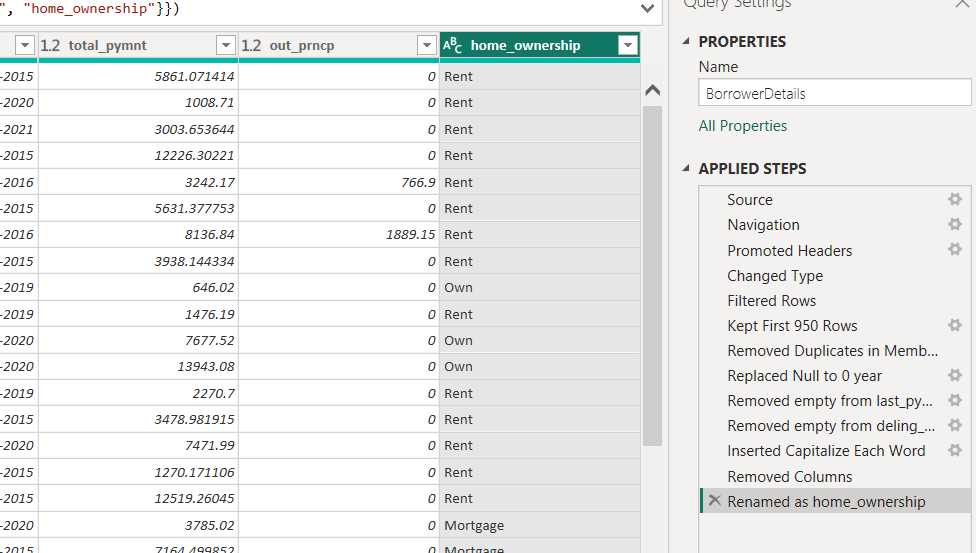 ", "home_ownership"}})
Query Settings
1.2 total_pymnt 1.2 out_prncp ABC home_ownership
-2015 5861.071414 0 Rent
-2020 1008.71 0 Rent
-2021 3003.653644 0 Rent
-2015 12226.30221 0 Rent
-2016 3242.17 766.9 Rent
-2015 5631.377753 0 Rent
-2016 8136.84 1889.15 Rent
-2015 3938.144334 0 Rent
-2019 646.02 0 Own
-2019 1476.19 0 Rent
-2020 7677.52 0 Own
-2020 13943.08 0 Own
-2019 2270.7 0 Rent
-2015 3478.981915 0 Rent
-2020 7471.99 0 Rent
-2015 1270.171106 0 Rent
-2015 12519.26045 0 Rent
-2020 3785.02 0 Mortgage
-2015 7164.499852 0 Mortgage
PROPERTIES
Name
BorrowerDetails
All Properties
APPLIED STEPS
Source
Navigation
Promoted Headers
Changed Type
Filtered Rows
Kept First 950 Rows
Removed Duplicates in Memb...
Replaced Null to 0 year
Removed empty from last_py...
Removed empty from deling_...
Inserted Capitalize Each Word
Removed Columns
Renamed as home_ownership